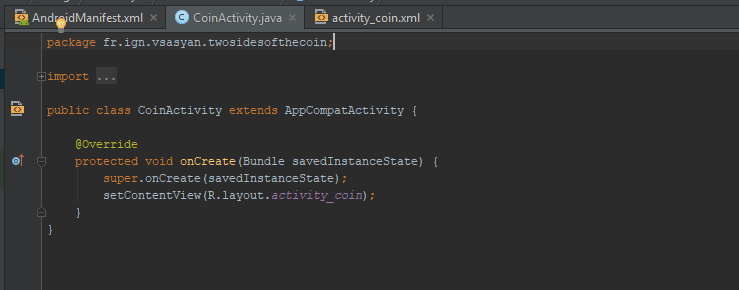 AndroidManifest.xml × CoinActivity.java × activity_coin.xml ×
package fr.ign.vsasyan.twosidesofthecoin;
import ...
public class CoinActivity extends AppCompatActivity {
@Override
protected void onCreate(Bundle savedInstanceState) {
super.onCreate(savedInstanceState);
setContentView(R.layout.activity_coin);
}
}